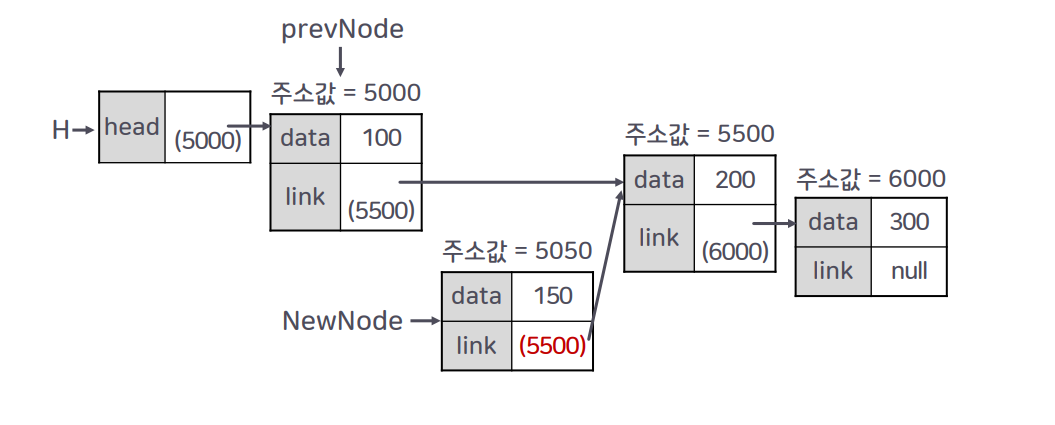 prevNode
주소값 = 5000
H
head
(5000)
data
100
link
(5500)
주소값 = 5500
data
200
link
(6000)
주소값 = 6000
data
300
link
null
주소값 = 5050
NewNode
data
150
link
(5500)